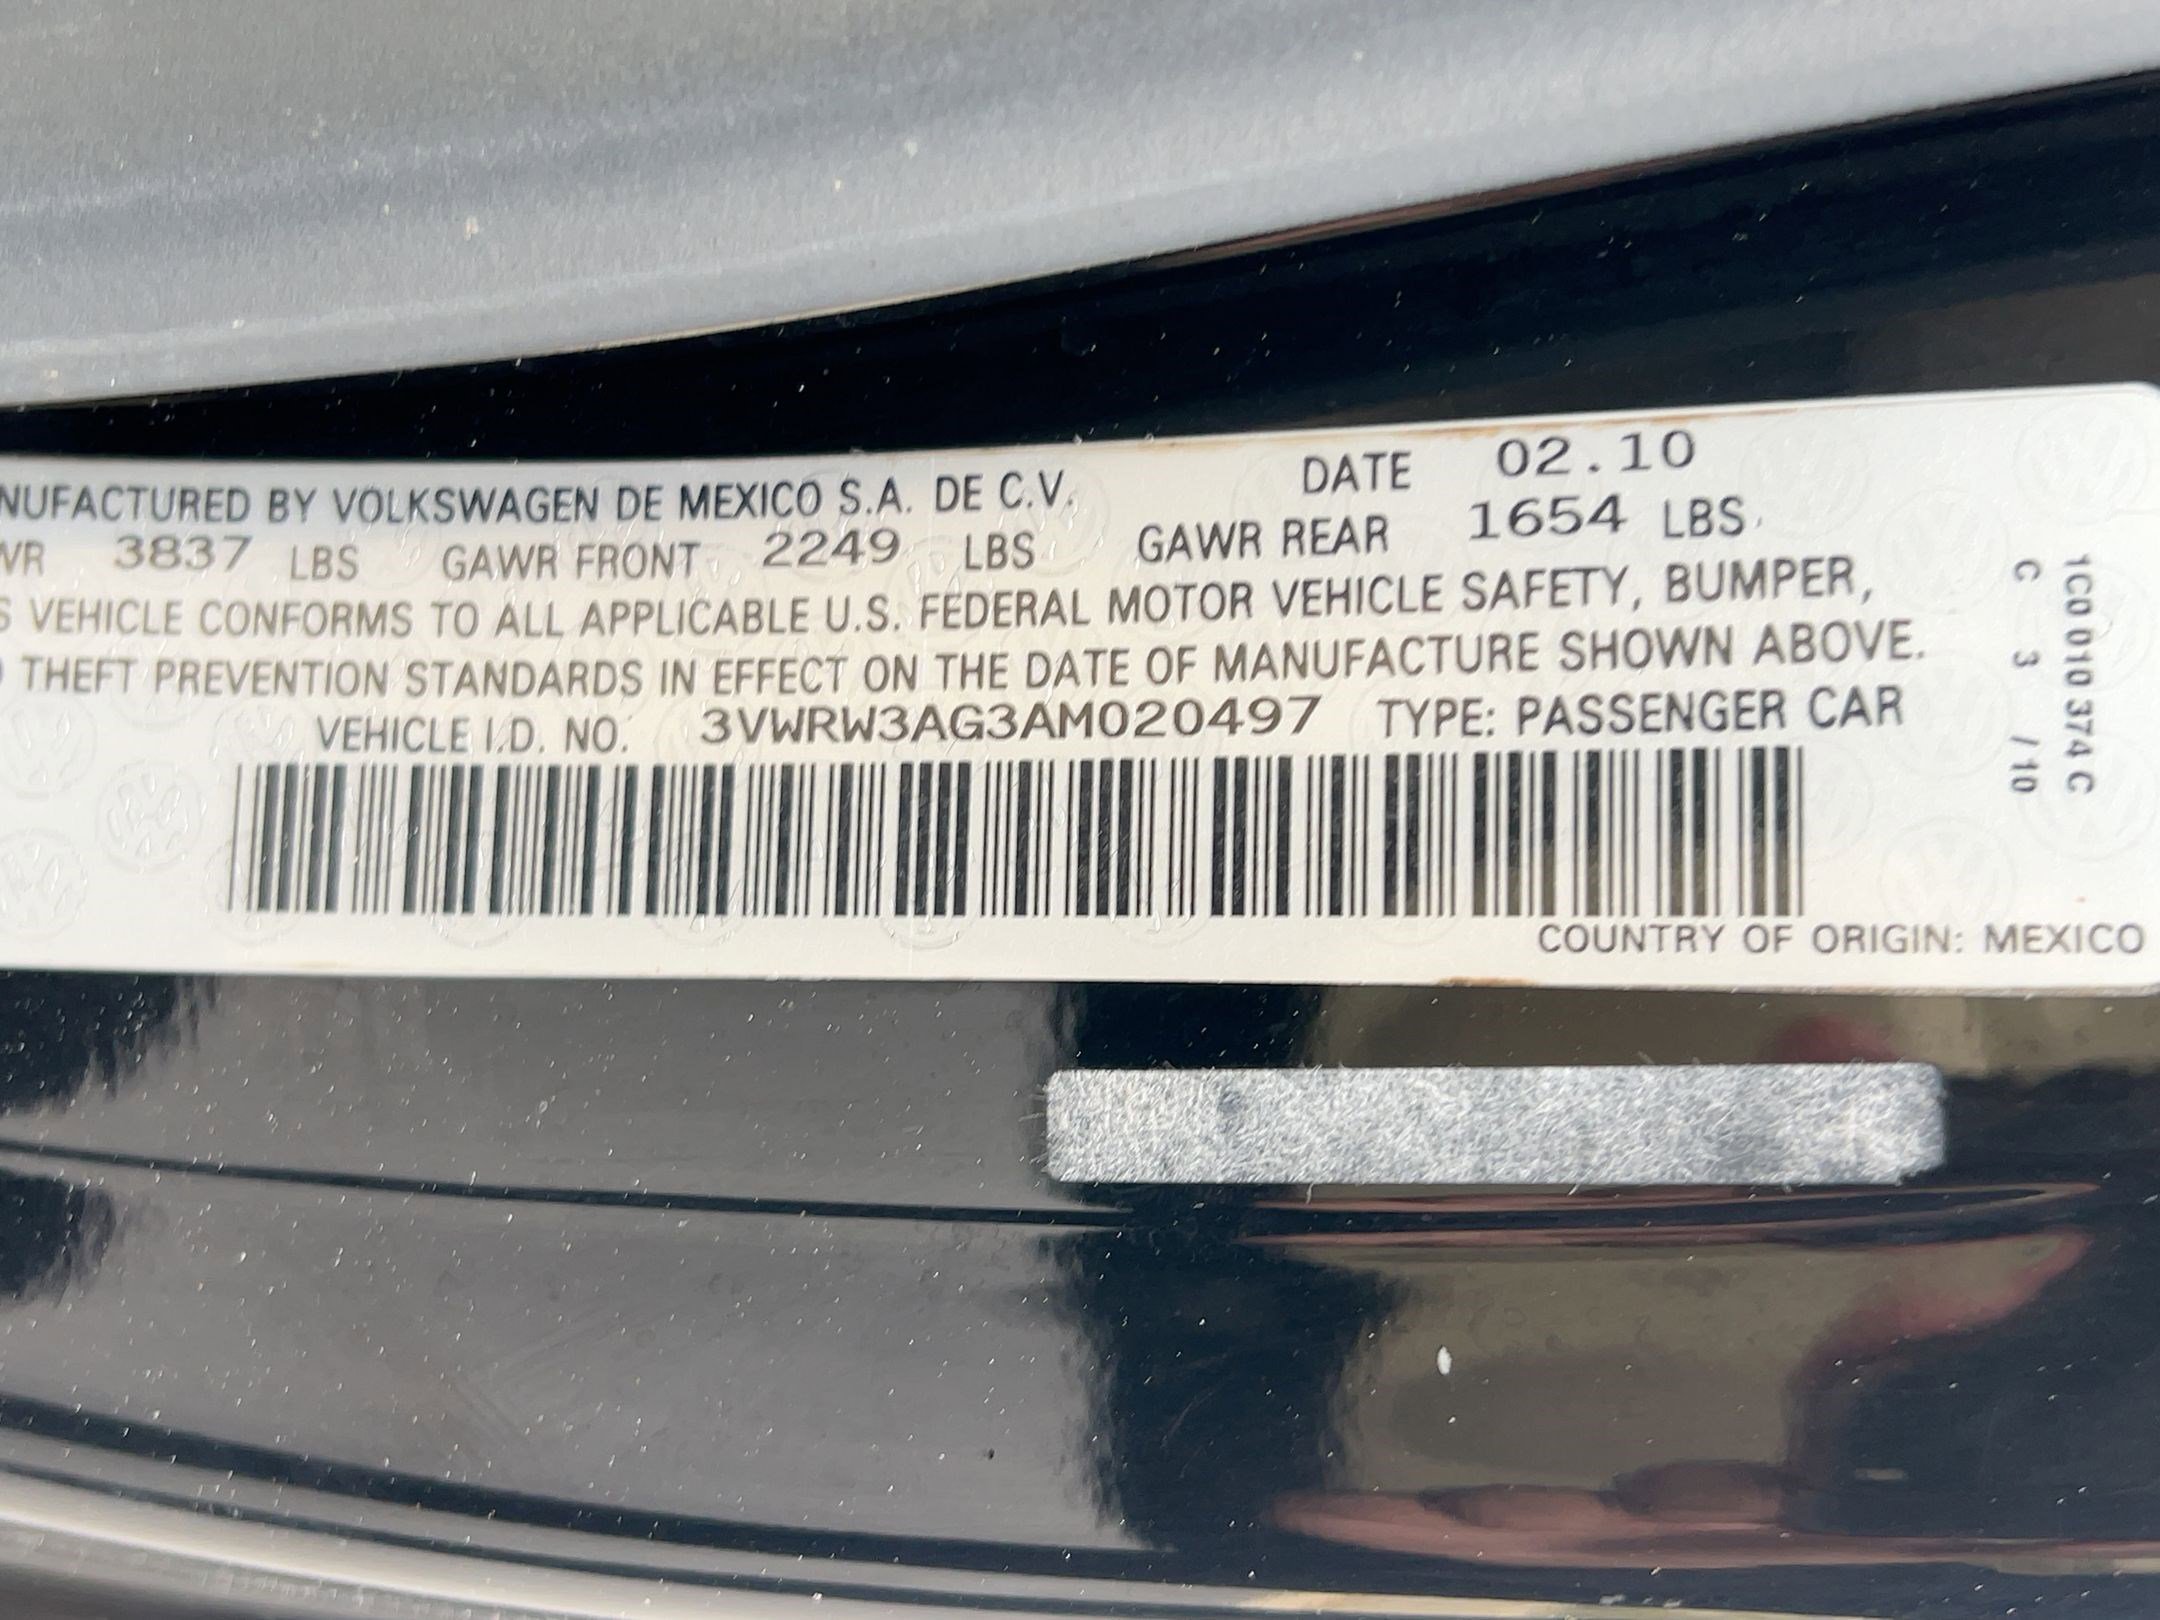 NUFACTURED BY VOLKSWAGEN DE MEXICO S.A. DE C.V. DATE 02.10
WR 3837 LBS GAWR FRONT 2249 LBS GAWR REAR 1654 LBS
S VEHICLE CONFORMS TO ALL APPLICABLE U.S. FEDERAL MOTOR VEHICLE SAFETY, BUMPER,
THEFT PREVENTION STANDARDS IN EFFECT ON THE DATE OF MANUFACTURE SHOWN ABOVE.
VEHICLE I.D. NO. 3VWRW3AG3AM020497 TYPE: PASSENGER CAR
COUNTRY OF ORIGIN: MEXICO
1C0 010 374 C
C 3 / 10